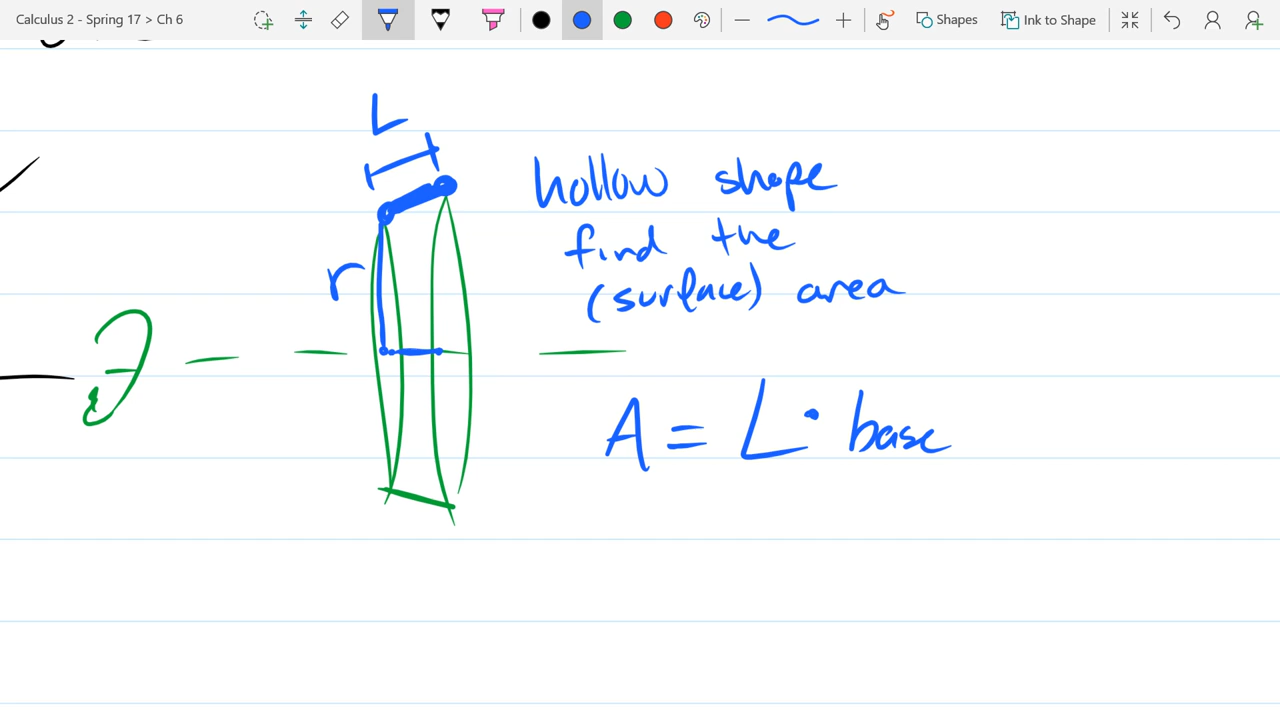 Calculus 2 - Spring 17 > Ch 6
Shapes
Ink to Shape
L
hollow shape
find the
(surface) area
r
A = L · base